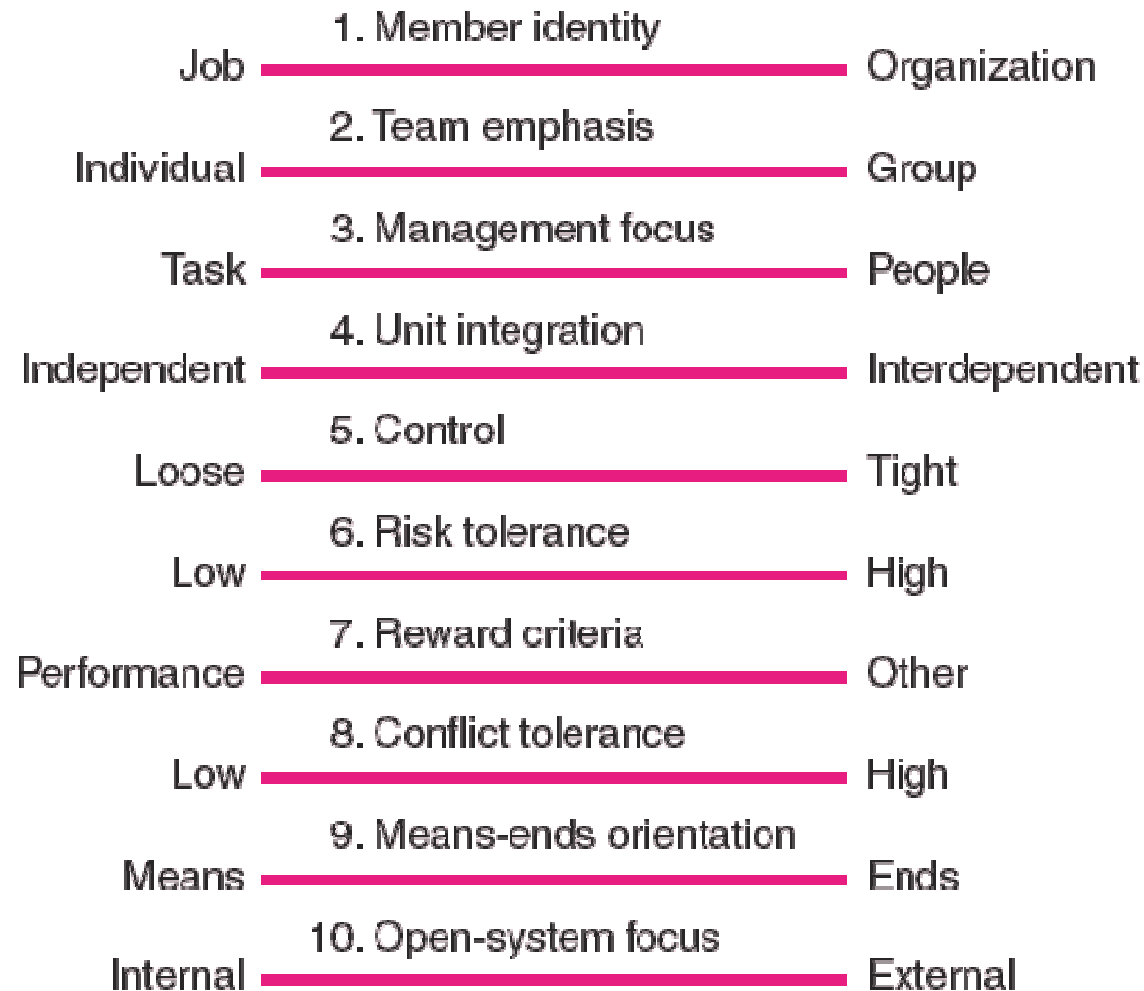 1. Member identity
Job Organization
2. Team emphasis
Individual Group
3. Management focus
Task People
4. Unit integration
Independent Interdependent
5. Control
Loose Tight
6. Risk tolerance
Low High
7. Reward criteria
Performance Other
8. Conflict tolerance
Low High
9. Means-ends orientation
Means Ends
10. Open-system focus
Internal External